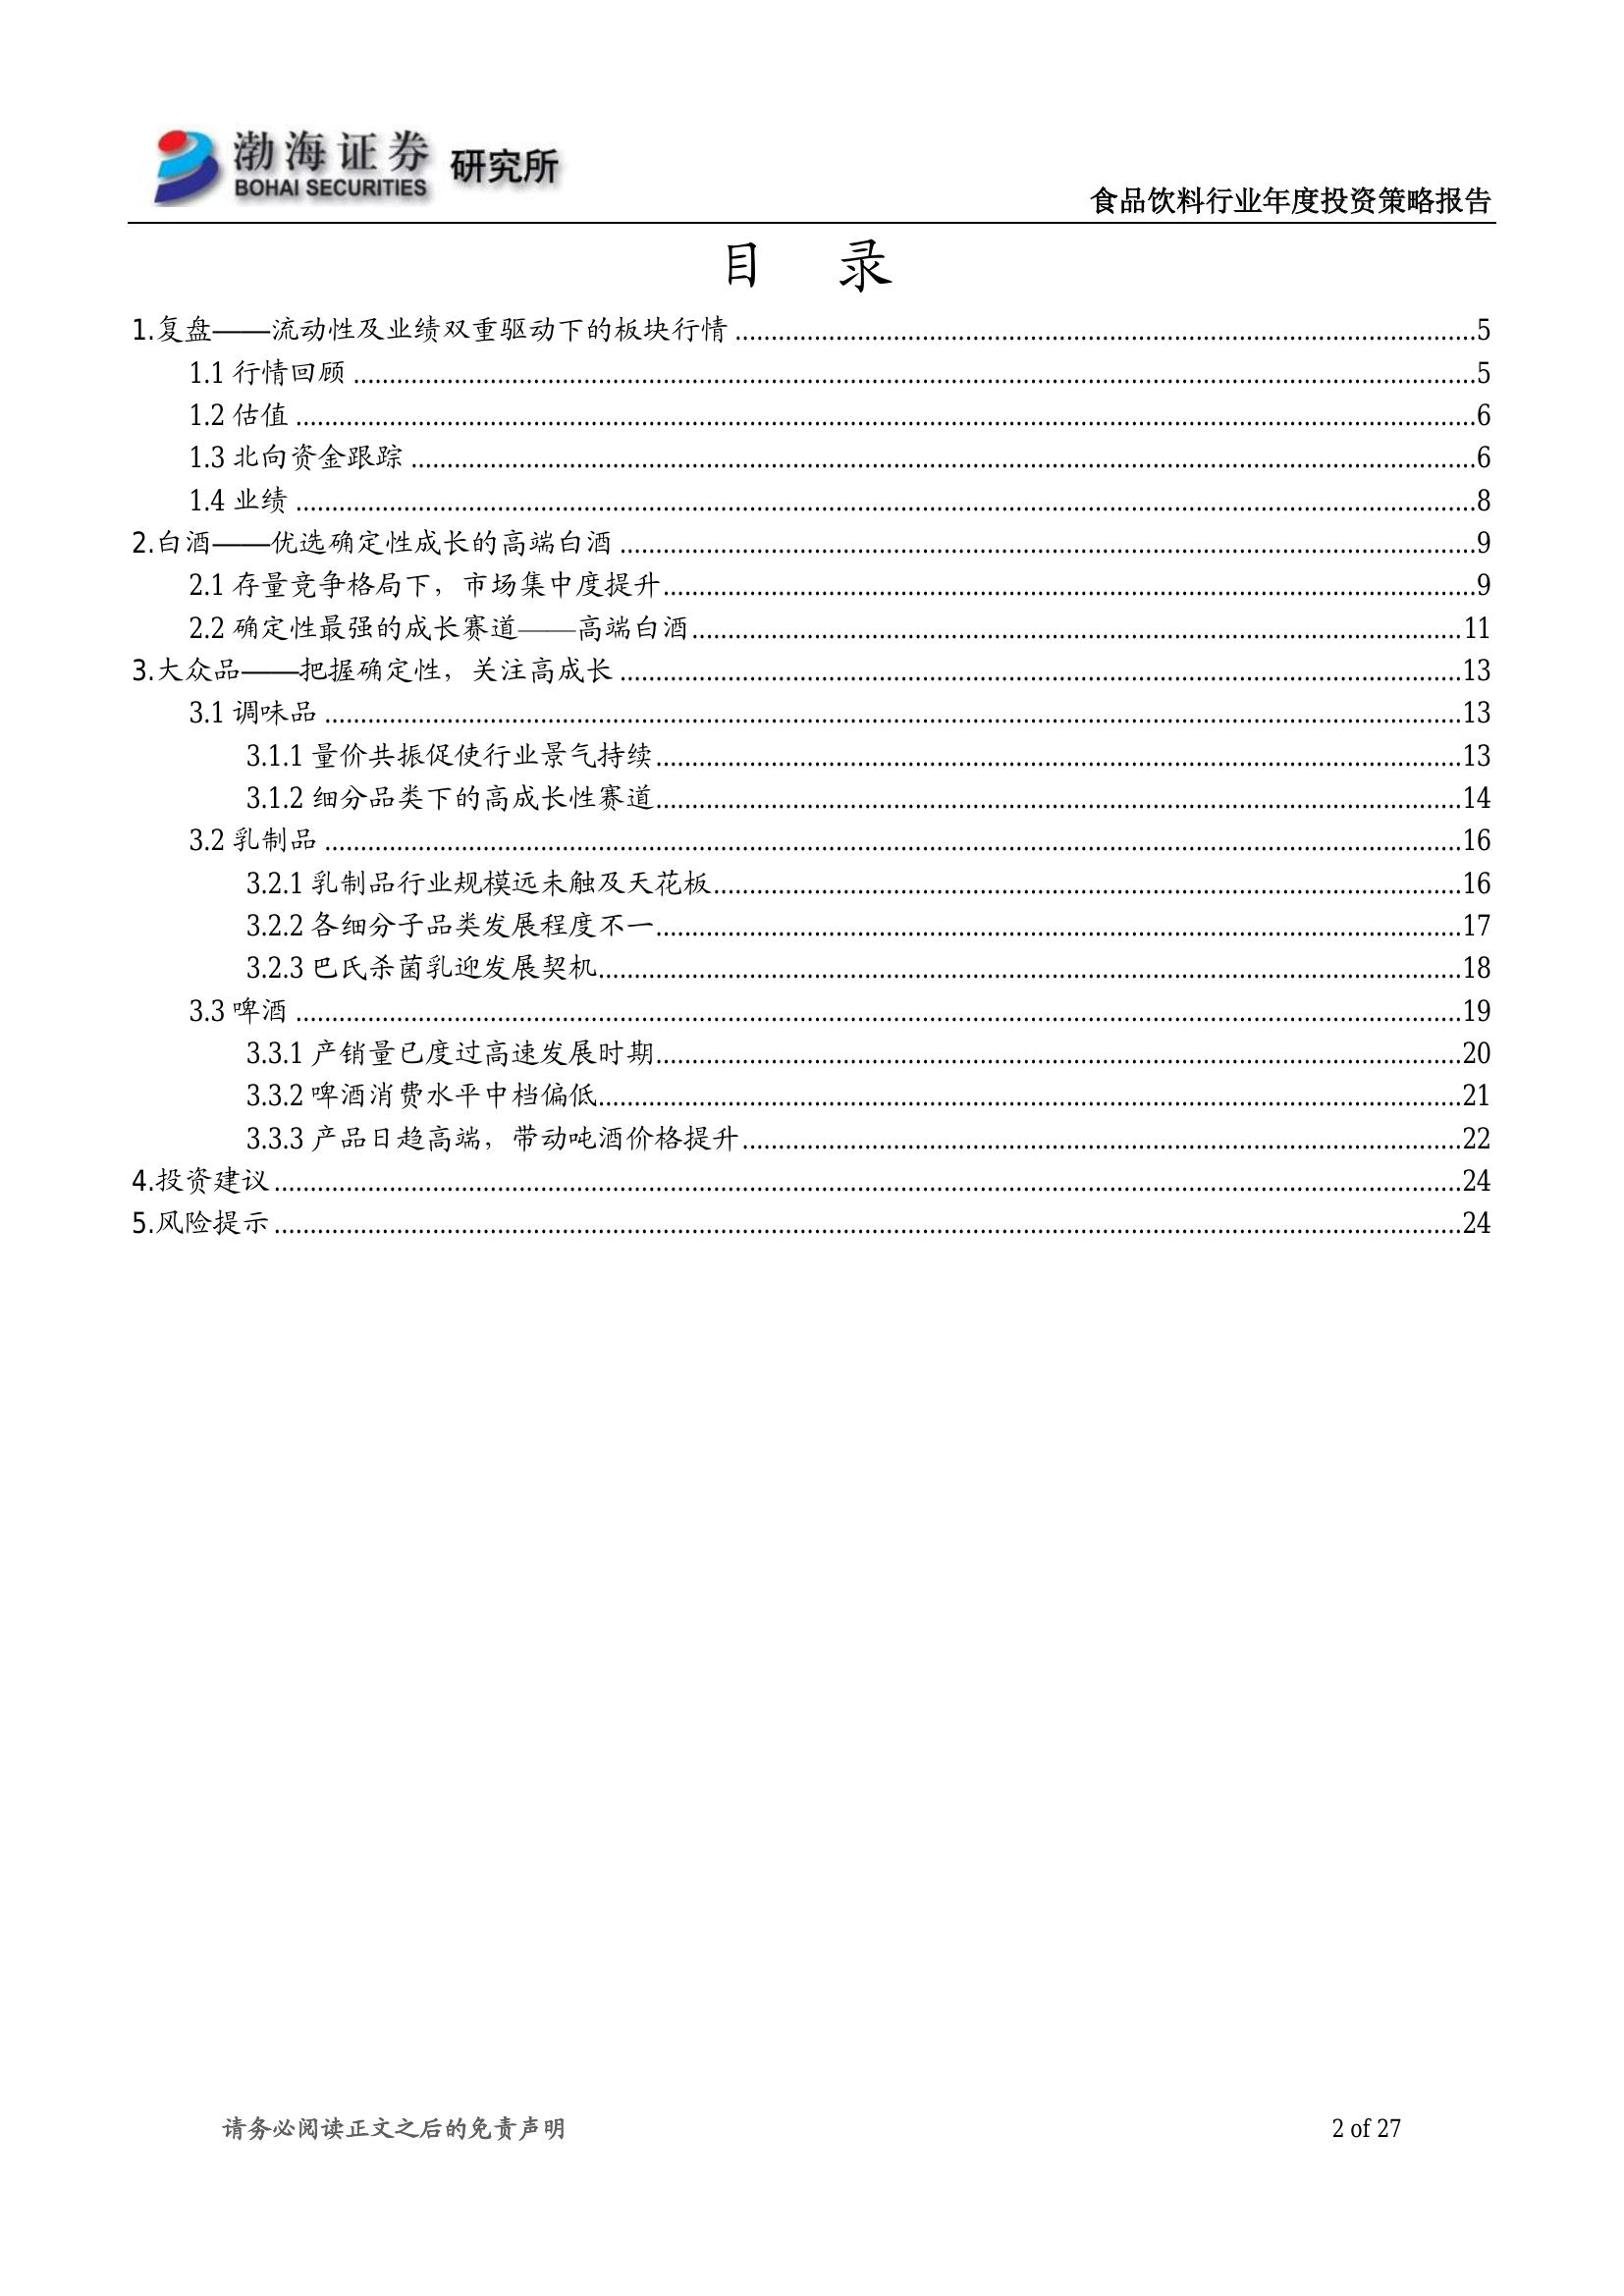 渤海证券 研究所
BOHAI SECURITIES
食品饮料行业年度投资策略报告
目 录
1.复盘——流动性及业绩双重驱动下的板块行情 ........ 5
1.1 行情回顾 ........ 5
1.2 估值 ........ 6
1.3 北向资金跟踪 ........ 6
1.4 业绩 ........ 8
2.白酒——优选确定性成长的高端白酒 ........ 9
2.1 存量竞争格局下，市场集中度提升 ........ 9
2.2 确定性最强的成长赛道——高端白酒 ........ 11
3.大众品——把握确定性，关注高成长 ........ 13
3.1 调味品 ........ 13
3.1.1 量价共振促使行业景气持续 ........ 13
3.1.2 细分品类下的高成长性赛道 ........ 14
3.2 乳制品 ........ 16
3.2.1 乳制品行业规模远未触及天花板 ........ 16
3.2.2 各细分子品类发展程度不一 ........ 17
3.2.3 巴氏杀菌乳迎发展契机 ........ 18
3.3 啤酒 ........ 19
3.3.1 产销量已度过高速发展时期 ........ 20
3.3.2 啤酒消费水平中档偏低 ........ 21
3.3.3 产品日趋高端，带动吨酒价格提升 ........ 22
4.投资建议 ........ 24
5.风险提示 ........ 24
请务必阅读正文之后的免责声明 2 of 27